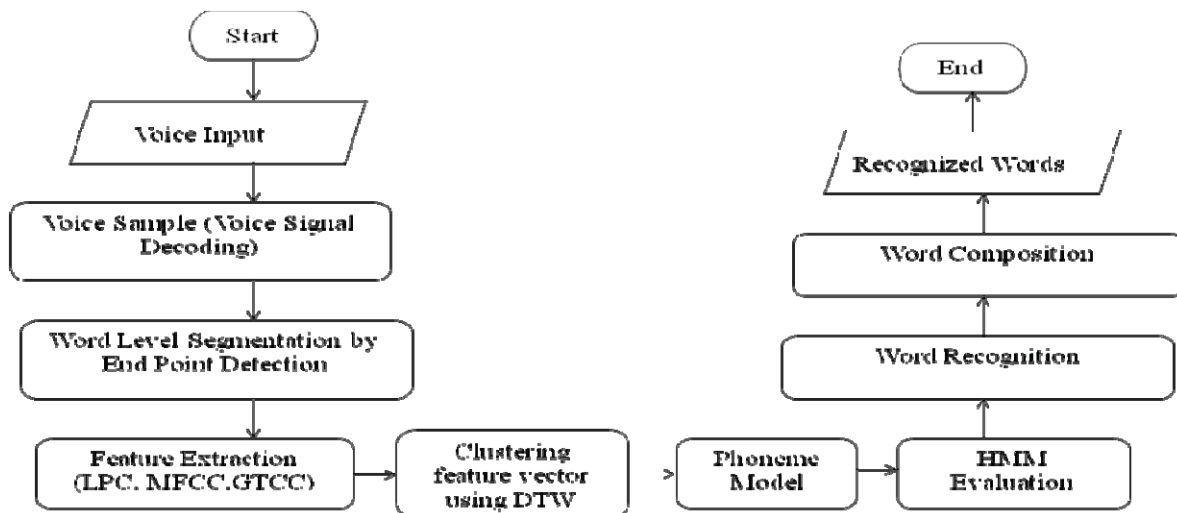 Start
Voice Input
Voice Sample (Voice Signal
Decoding)
Word Level Segmentation by
End Point Detection
Feature Extraction
(LPC. MFCC.GTCC)
Clustering
feature vector
using DTW
Phoneme
Model
HMM
Evaluation
Word Recognition
Word Composition
Recognized Words
End